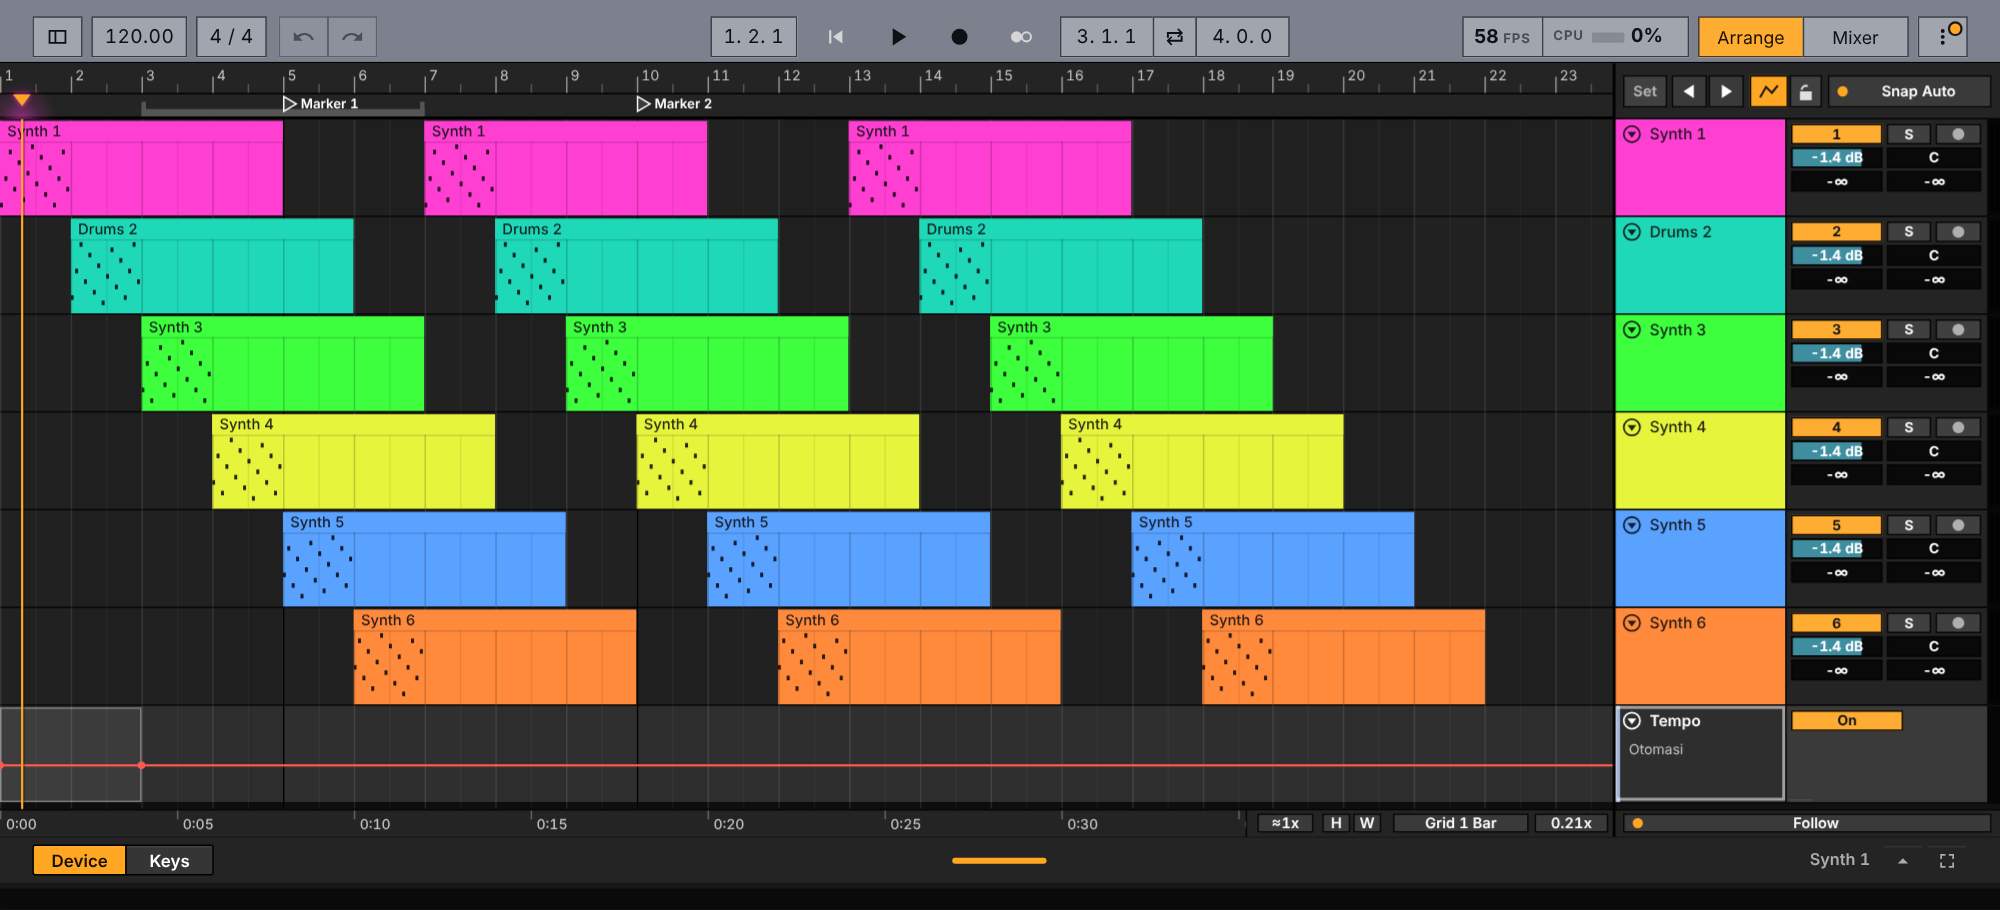 120.00 4 / 4 1. 2. 1 3. 1. 1 4. 0. 0 58 FPS CPU 0% Arrange Mixer
1 2 3 4 5 6 7 8 9 10 11 12 13 14 15 16 17 18 19 20 21 22 23
Set Snap Auto
Marker 1 Marker 2
Synth 1 Synth 1 Synth 1 Synth 1 1 S
-1.4 dB C
-∞ -∞
Drums 2 Drums 2 Drums 2 Drums 2 2 S
-1.4 dB C
-∞ -∞
Synth 3 Synth 3 Synth 3 Synth 3 3 S
-1.4 dB C
-∞ -∞
Synth 4 Synth 4 Synth 4 Synth 4 4 S
-1.4 dB C
-∞ -∞
Synth 5 Synth 5 Synth 5 Synth 5 5 S
-1.4 dB C
-∞ -∞
Synth 6 Synth 6 Synth 6 Synth 6 6 S
-1.4 dB C
-∞ -∞
Tempo On
Otomasi
0:00 0:05 0:10 0:15 0:20 0:25 0:30 ≈1x H W Grid 1 Bar 0.21x Follow
Device Keys Synth 1